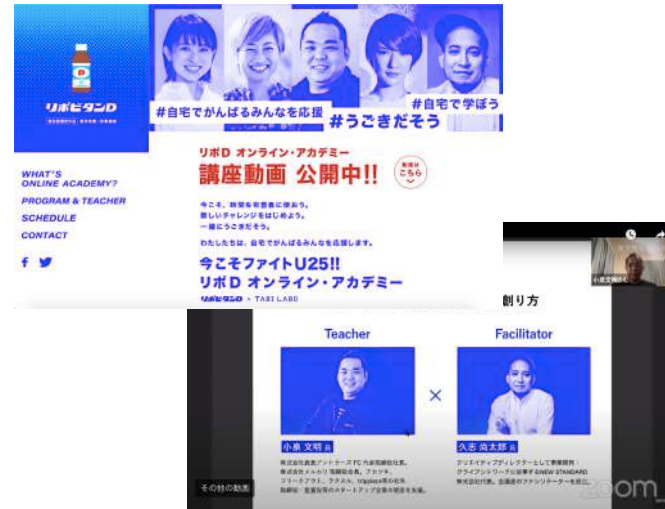 リポビタンD
#自宅でがんばるみんなを応援
#自宅で学ぼう
#うごきだそう
WHAT'S
ONLINE ACADEMY?
PROGRAM & TEACHER
SCHEDULE
CONTACT
リポD オンライン・アカデミー
講座動画 公開中!!
動画は
こちら
今こそ、時間を有意義に使おう。
新しいチャレンジをはじめよう。
一緒にうごきだそう。
わたしたちは、自宅でがんばるみんなを応援します。
今こそファイトU25!!
リポD オンライン・アカデミー
リポビタンD × TABI LABO
創り方
Teacher
Facilitator
×
小泉 文明 氏
久志 尚太郎 氏
その他の動画
zoom